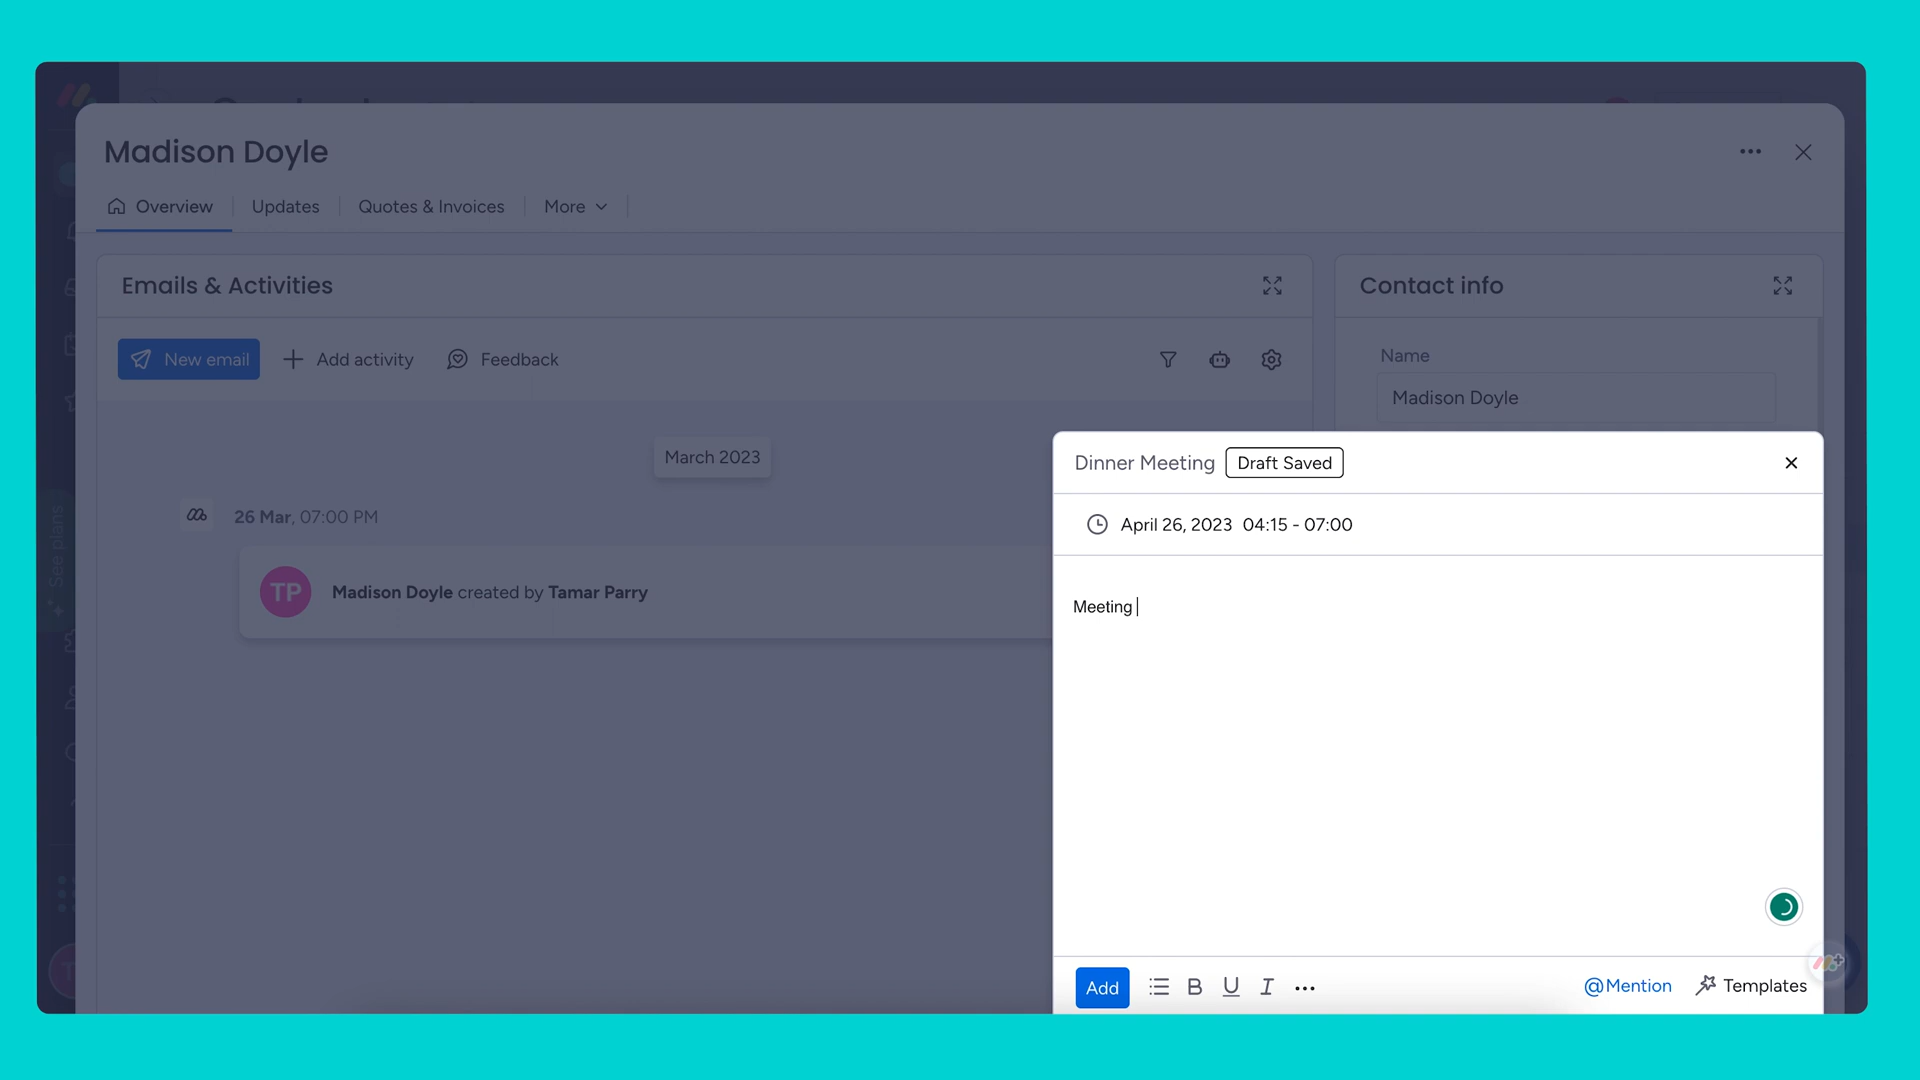 Madison Doyle
Overview
Updates
Quotes & Invoices
More
Emails & Activities
Contact info
New email
Add activity
Feedback
Name
Madison Doyle
March 2023
Dinner Meeting
Draft Saved
26 Mar, 07:00 PM
April 26, 2023 04:15 - 07:00
See plans
TP
Madison Doyle created by Tamar Parry
Meeting
Add
B
U
I
@Mention
Templates